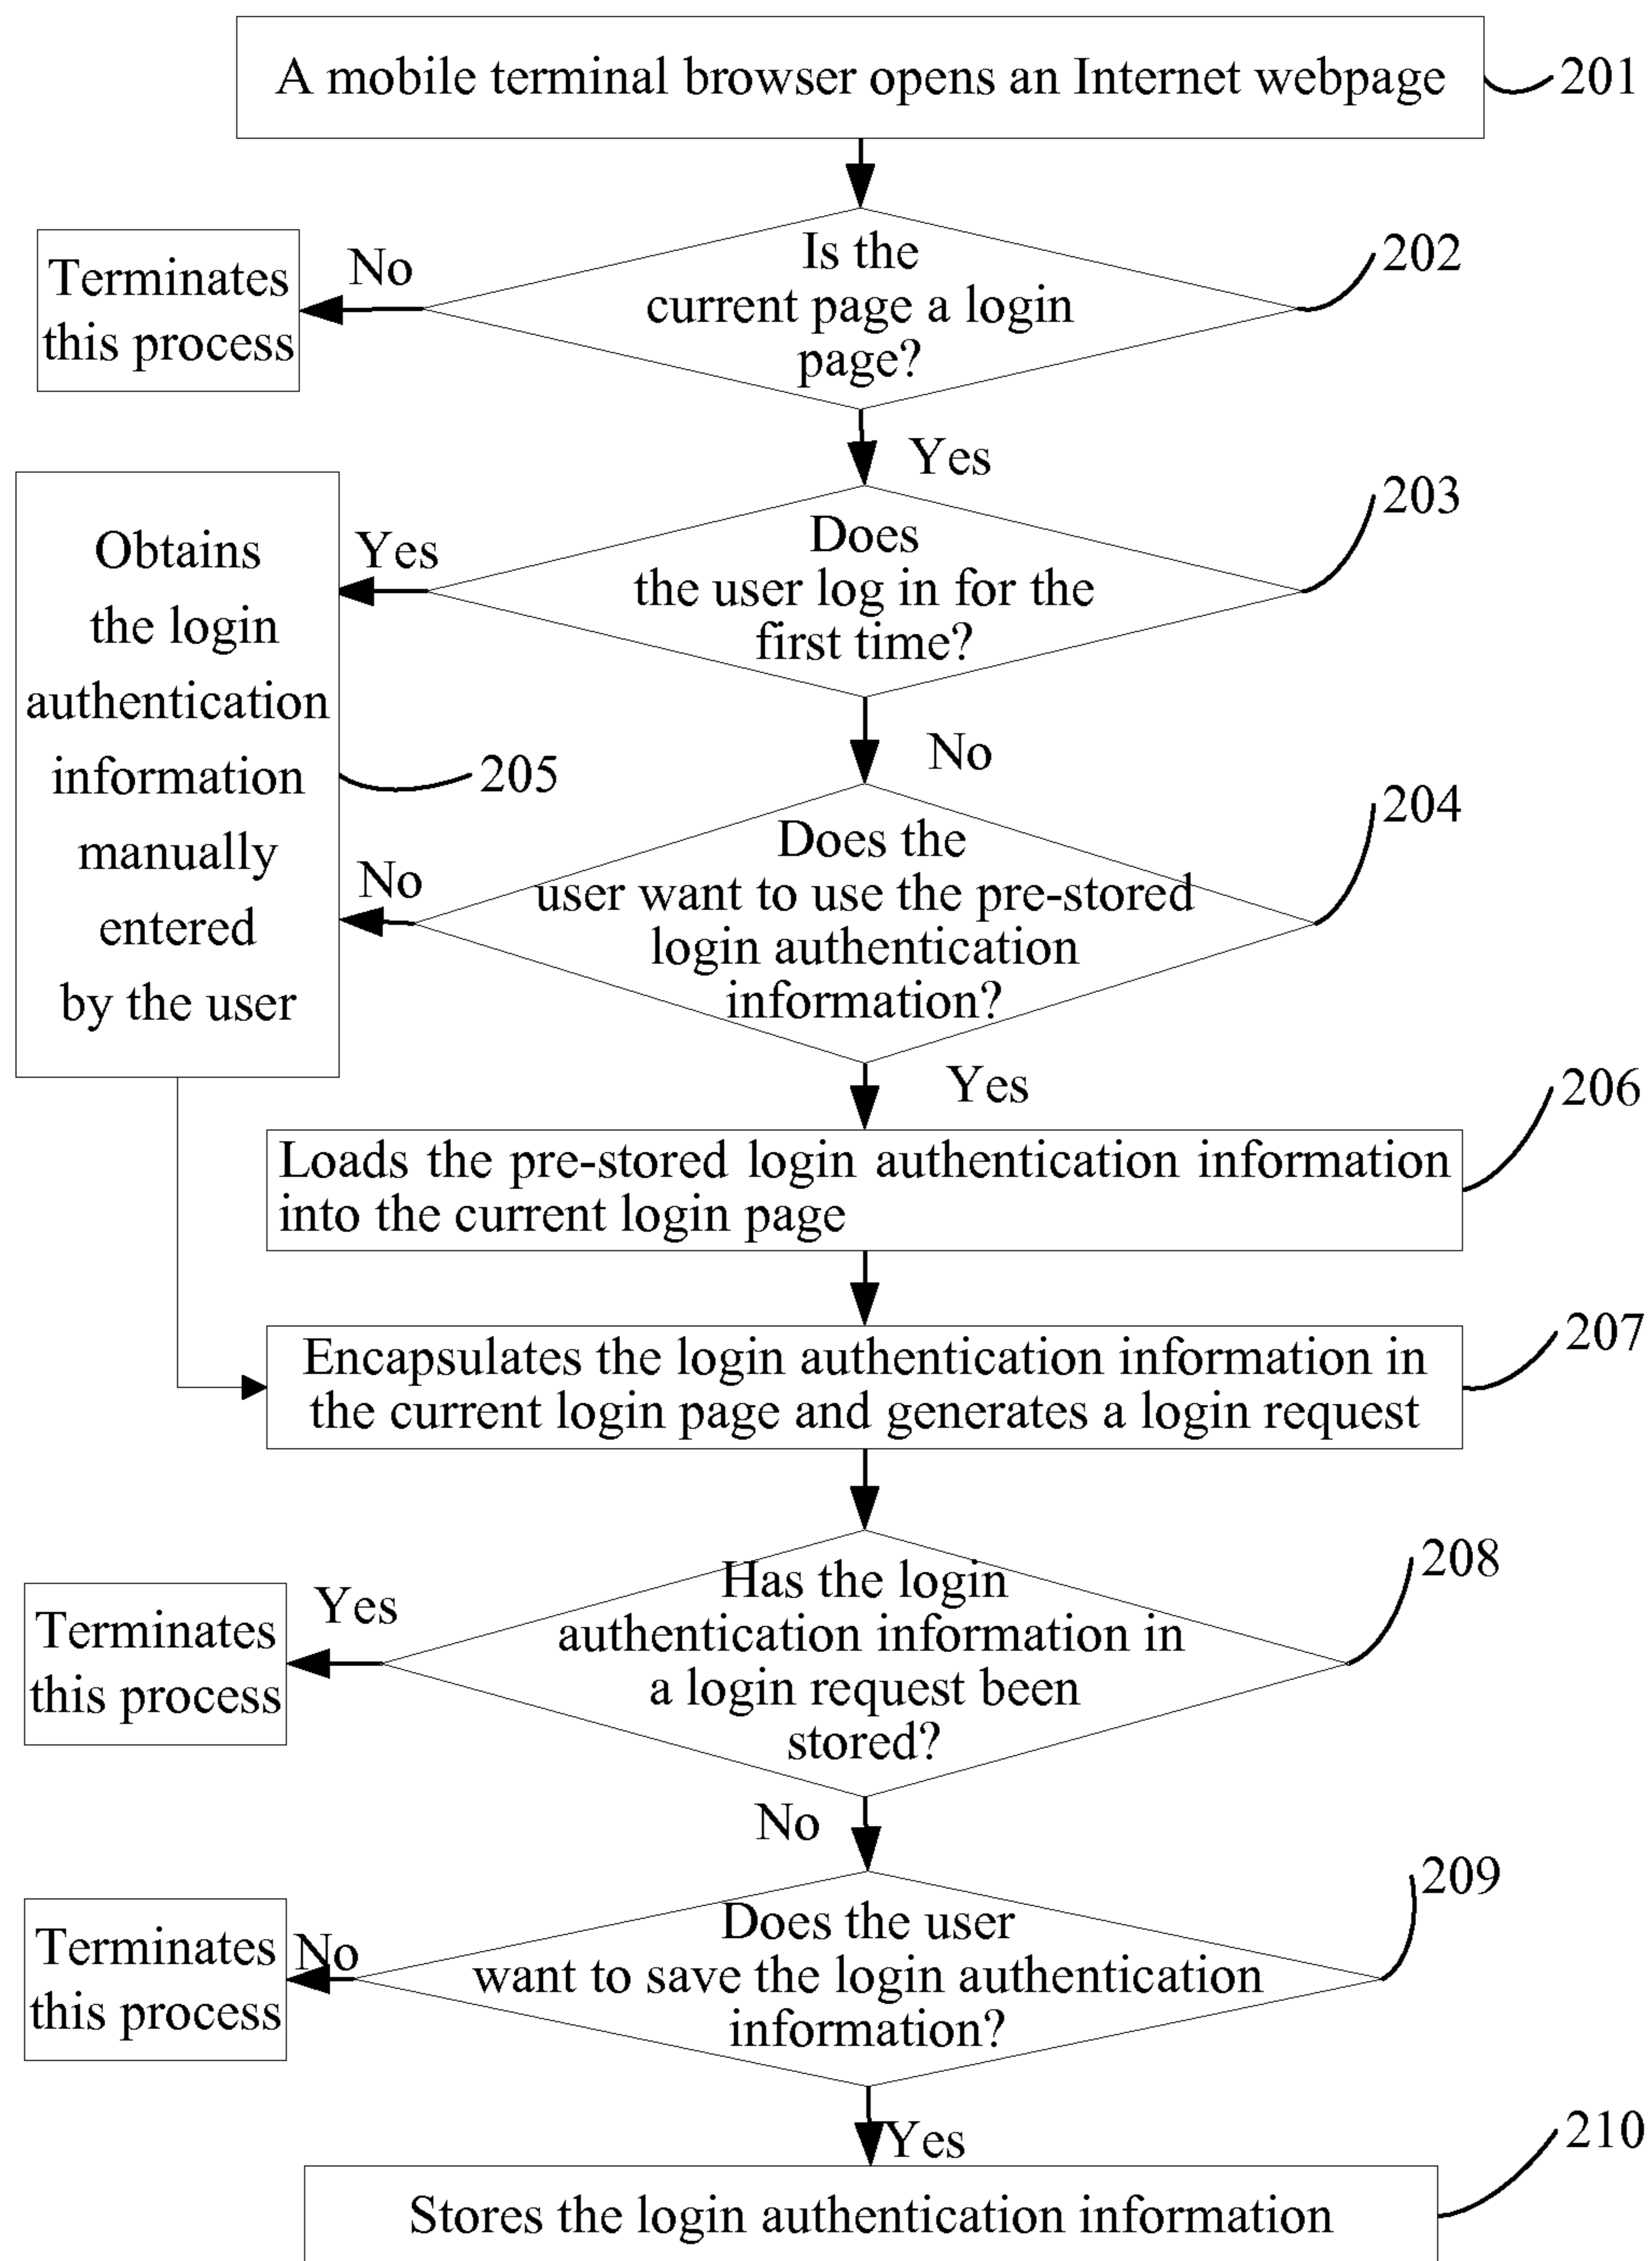 A mobile terminal browser opens an Internet webpage
201
Is the
current page a login
page?
202
No
Terminates
this process
Yes
Does
the user log in for the
first time?
203
Yes
Obtains
the login
authentication
information
manually
entered
by the user
205
No
Does the
user want to use the pre-stored
login authentication
information?
204
No
Yes
Loads the pre-stored login authentication information
into the current login page
206
Encapsulates the login authentication information in
the current login page and generates a login request
207
Has the login
authentication information in
a login request been
stored?
208
Yes
Terminates
this process
No
Does the user
want to save the login authentication
information?
209
No
Terminates
this process
Yes
Stores the login authentication information
210